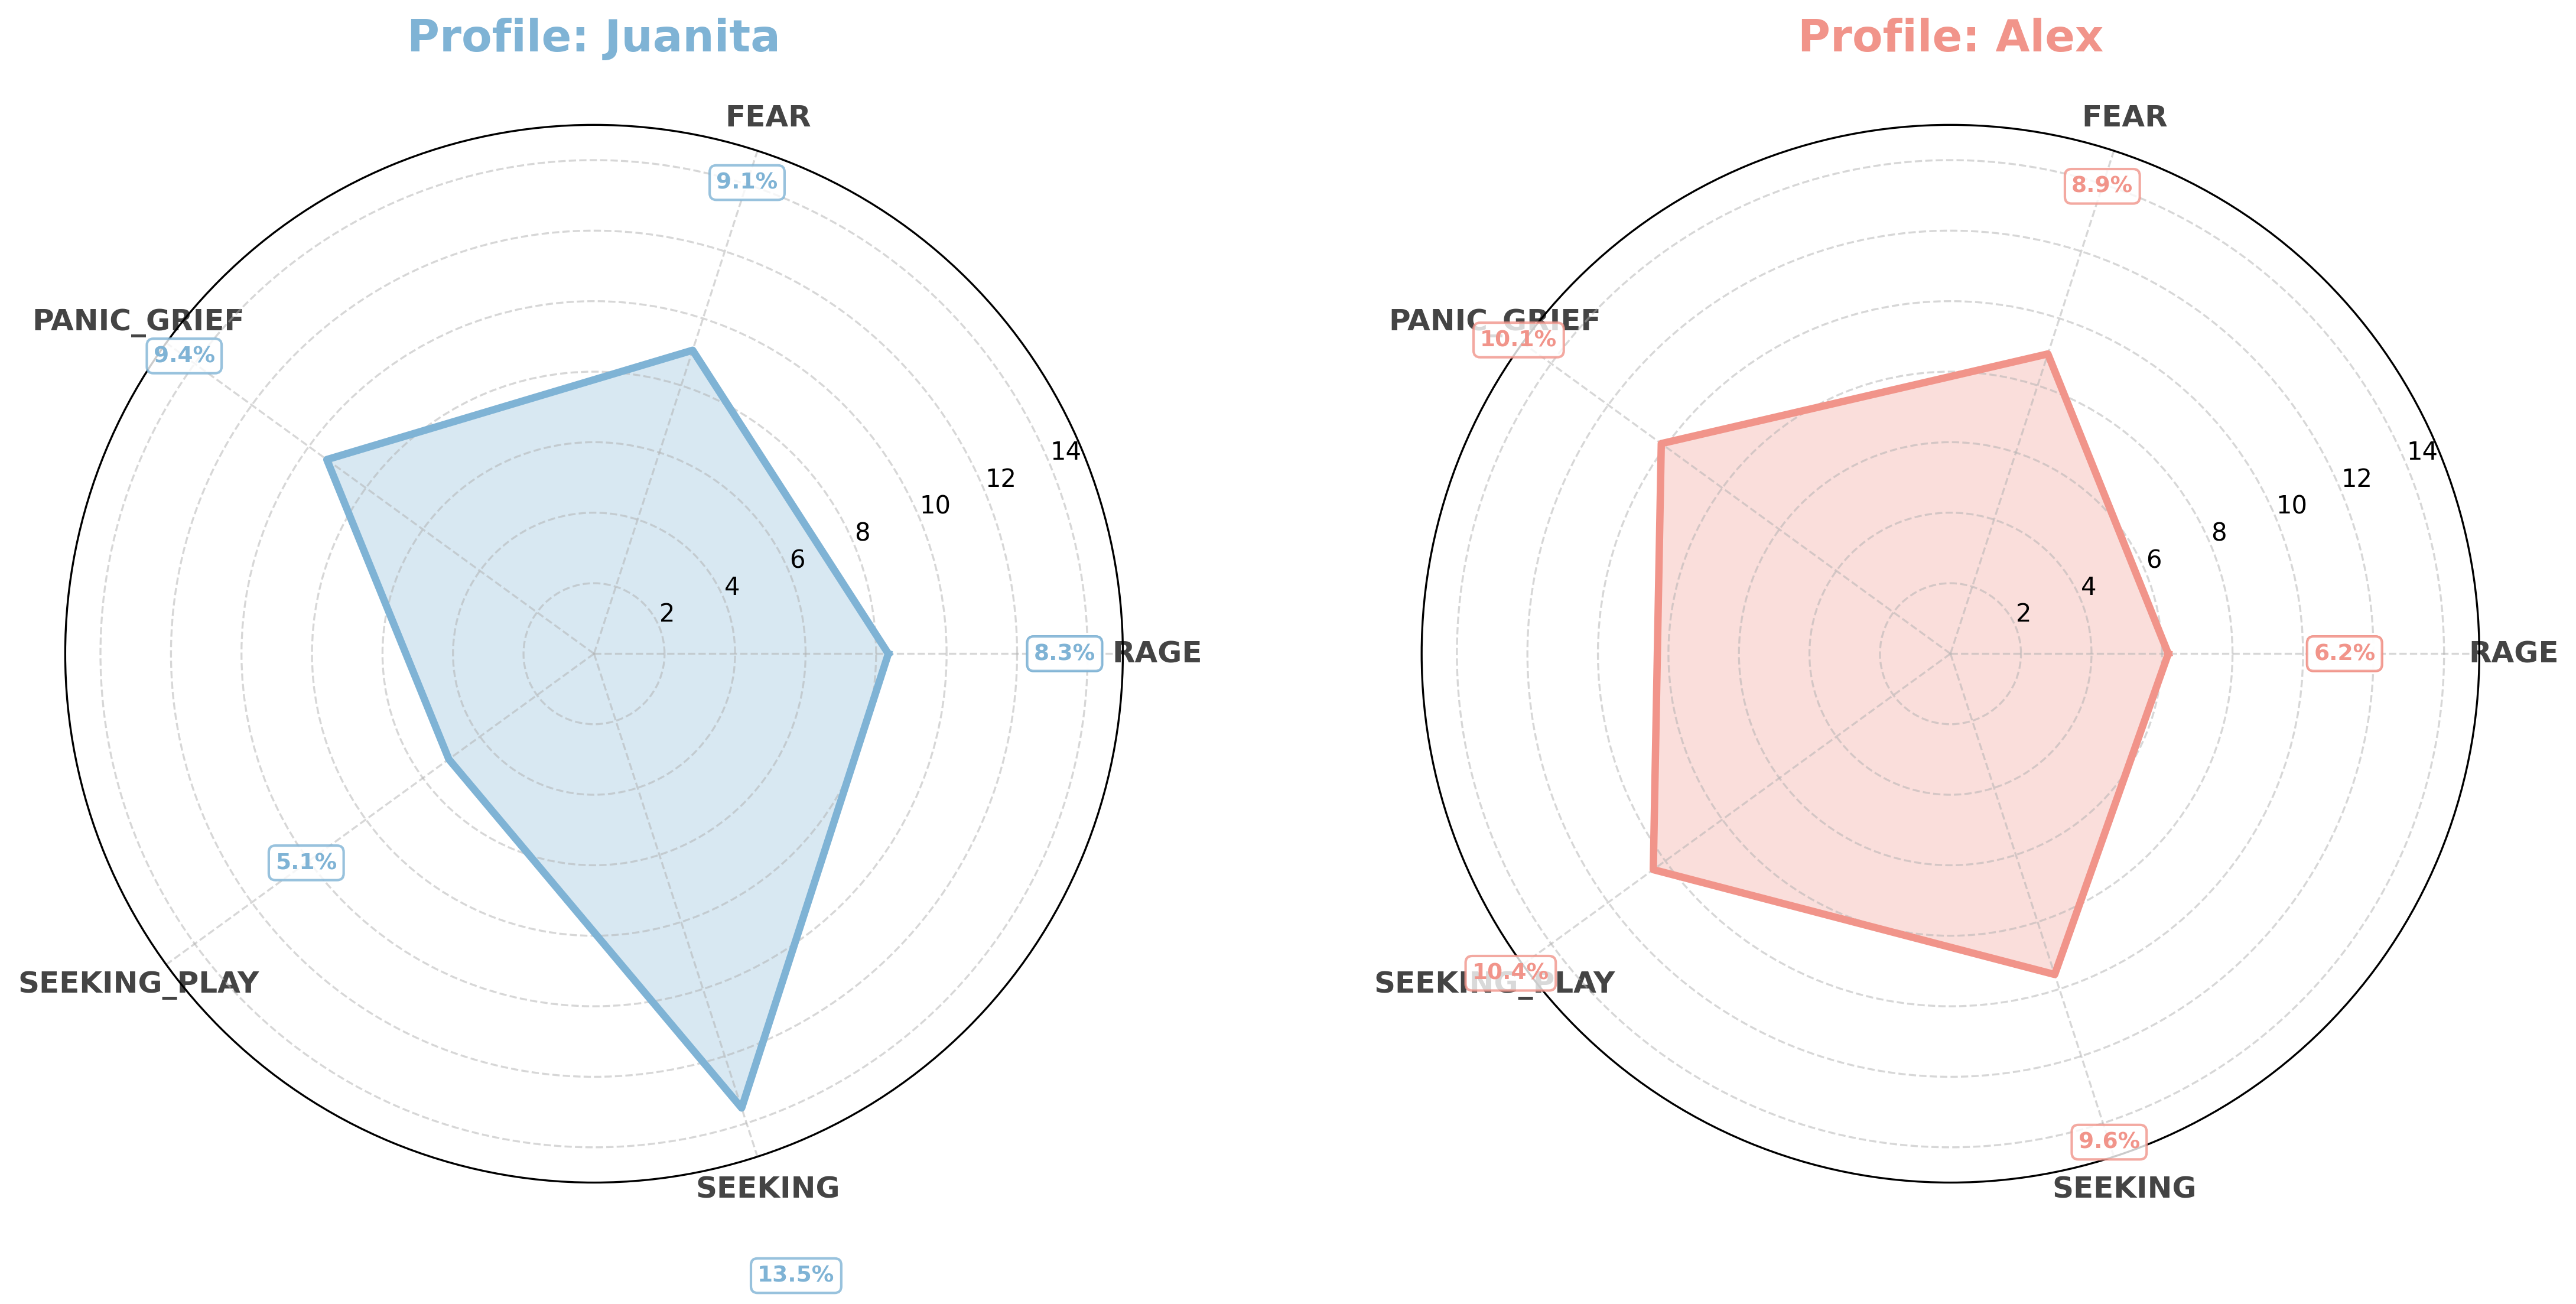 Profile: Juanita
FEAR
9.1%
PANIC_GRIEF
9.4%
14
12
10
8
6
4
2
8.3%
RAGE
5.1%
SEEKING_PLAY
SEEKING
13.5%
Profile: Alex
FEAR
8.9%
PANIC_GRIEF
10.1%
14
12
10
8
6
4
2
6.2%
RAGE
10.4%
SEEKING_PLAY
9.6%
SEEKING